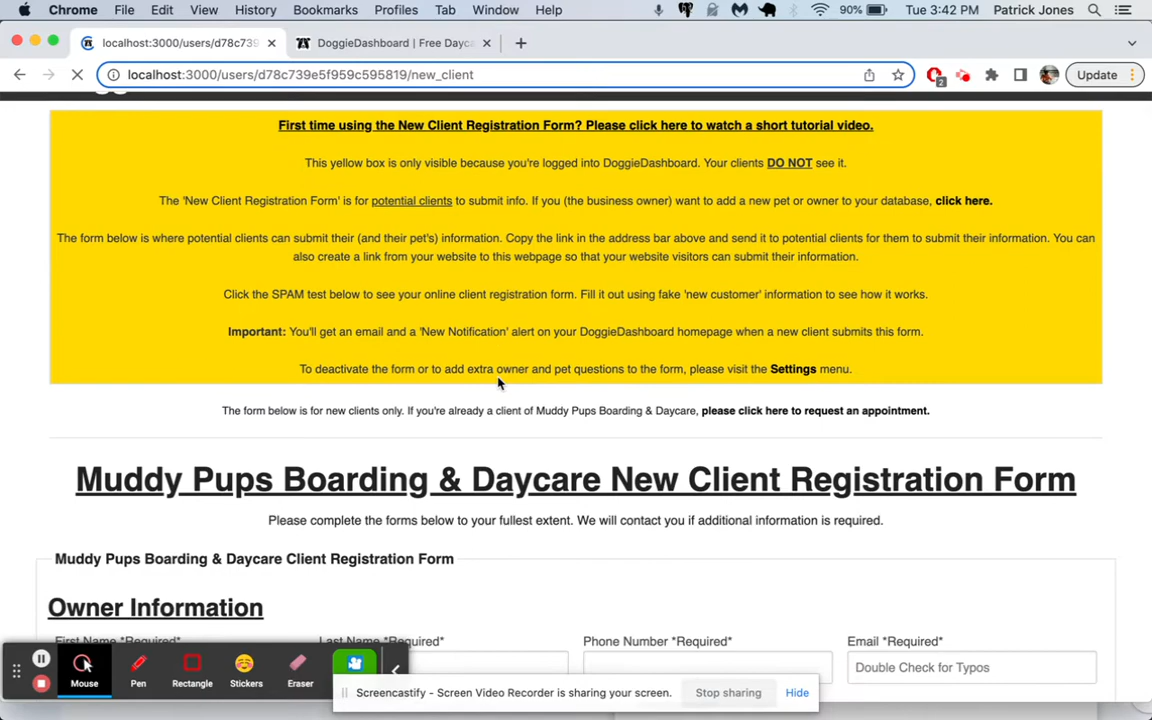 Chrome File Edit View History Bookmarks Profiles Tab Window Help 90% Tue 3:42 PM Patrick Jones
localhost:3000/users/d78c739 DoggieDashboard | Free Dayca
localhost:3000/users/d78c739e5f959c595819/new_client 2 Update
First time using the New Client Registration Form? Please click here to watch a short tutorial video.
This yellow box is only visible because you're logged into DoggieDashboard. Your clients DO NOT see it.
The 'New Client Registration Form' is for potential clients to submit info. If you (the business owner) want to add a new pet or owner to your database, click here.
The form below is where potential clients can submit their (and their pet's) information. Copy the link in the address bar above and send it to potential clients for them to submit their information. You can
also create a link from your website to this webpage so that your website visitors can submit their information.
Click the SPAM test below to see your online client registration form. Fill it out using fake 'new customer' information to see how it works.
Important: You'll get an email and a 'New Notification' alert on your DoggieDashboard homepage when a new client submits this form.
To deactivate the form or to add extra owner and pet questions to the form, please visit the Settings menu.
The form below is for new clients only. If you're already a client of Muddy Pups Boarding & Daycare, please click here to request an appointment.
Muddy Pups Boarding & Daycare New Client Registration Form
Please complete the forms below to your fullest extent. We will contact you if additional information is required.
Muddy Pups Boarding & Daycare Client Registration Form
Owner Information
First Name *Required* Last Name *Required* Phone Number *Required* Email *Required*
Double Check for Typos
Mouse Pen Rectangle Stickers Eraser
Screencastify - Screen Video Recorder is sharing your screen. Stop sharing Hide